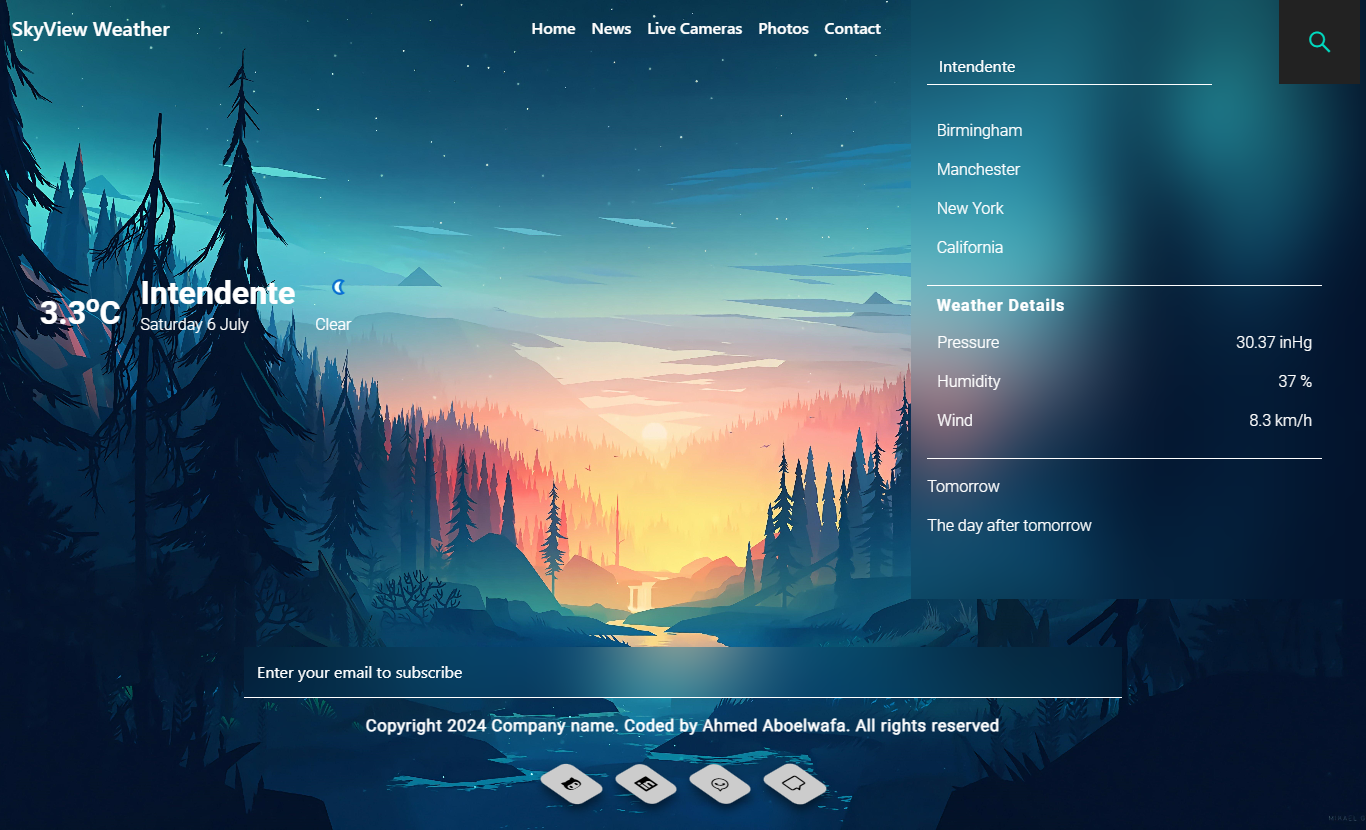 SkyView Weather
Home News Live Cameras Photos Contact
Intendente
Birmingham
Manchester
New York
California
3.3ºC
Intendente
Saturday 6 July
Clear
Weather Details
Pressure 30.37 inHg
Humidity 37 %
Wind 8.3 km/h
Tomorrow
The day after tomorrow
Enter your email to subscribe
Copyright 2024 Company name. Coded by Ahmed Aboelwafa. All rights reserved